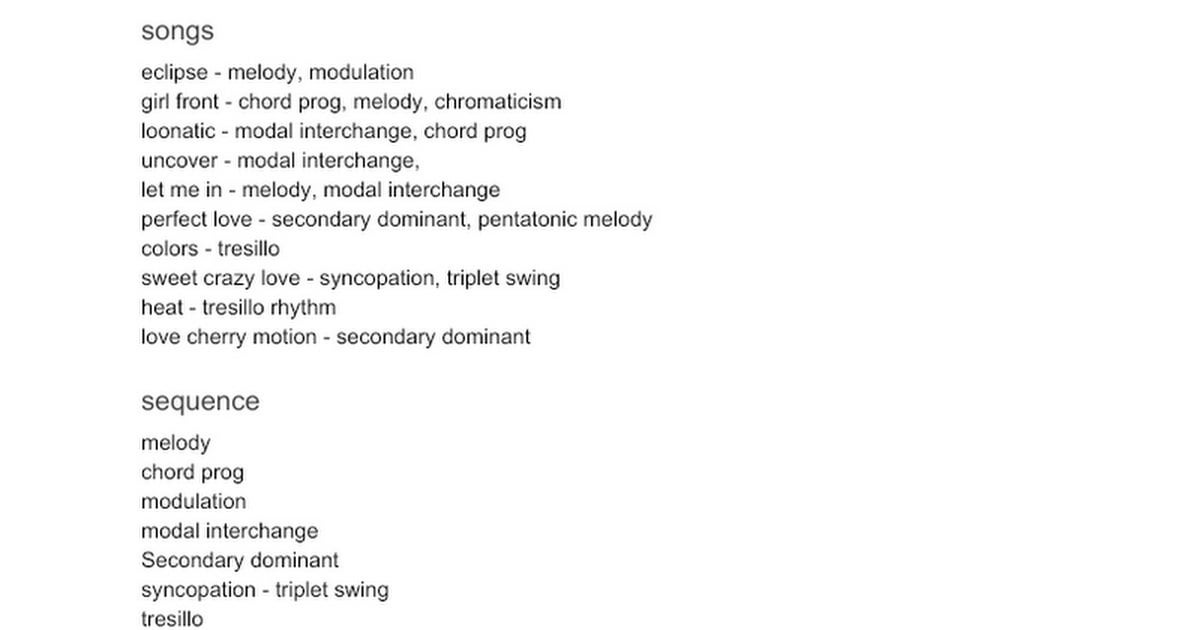 songs
eclipse - melody, modulation
girl front - chord prog, melody, chromaticism
loonatic - modal interchange, chord prog
uncover - modal interchange,
let me in - melody, modal interchange
perfect love - secondary dominant, pentatonic melody
colors - tresillo
sweet crazy love - syncopation, triplet swing
heat - tresillo rhythm
love cherry motion - secondary dominant
sequence
melody
chord prog
modulation
modal interchange
Secondary dominant
syncopation - triplet swing
tresillo